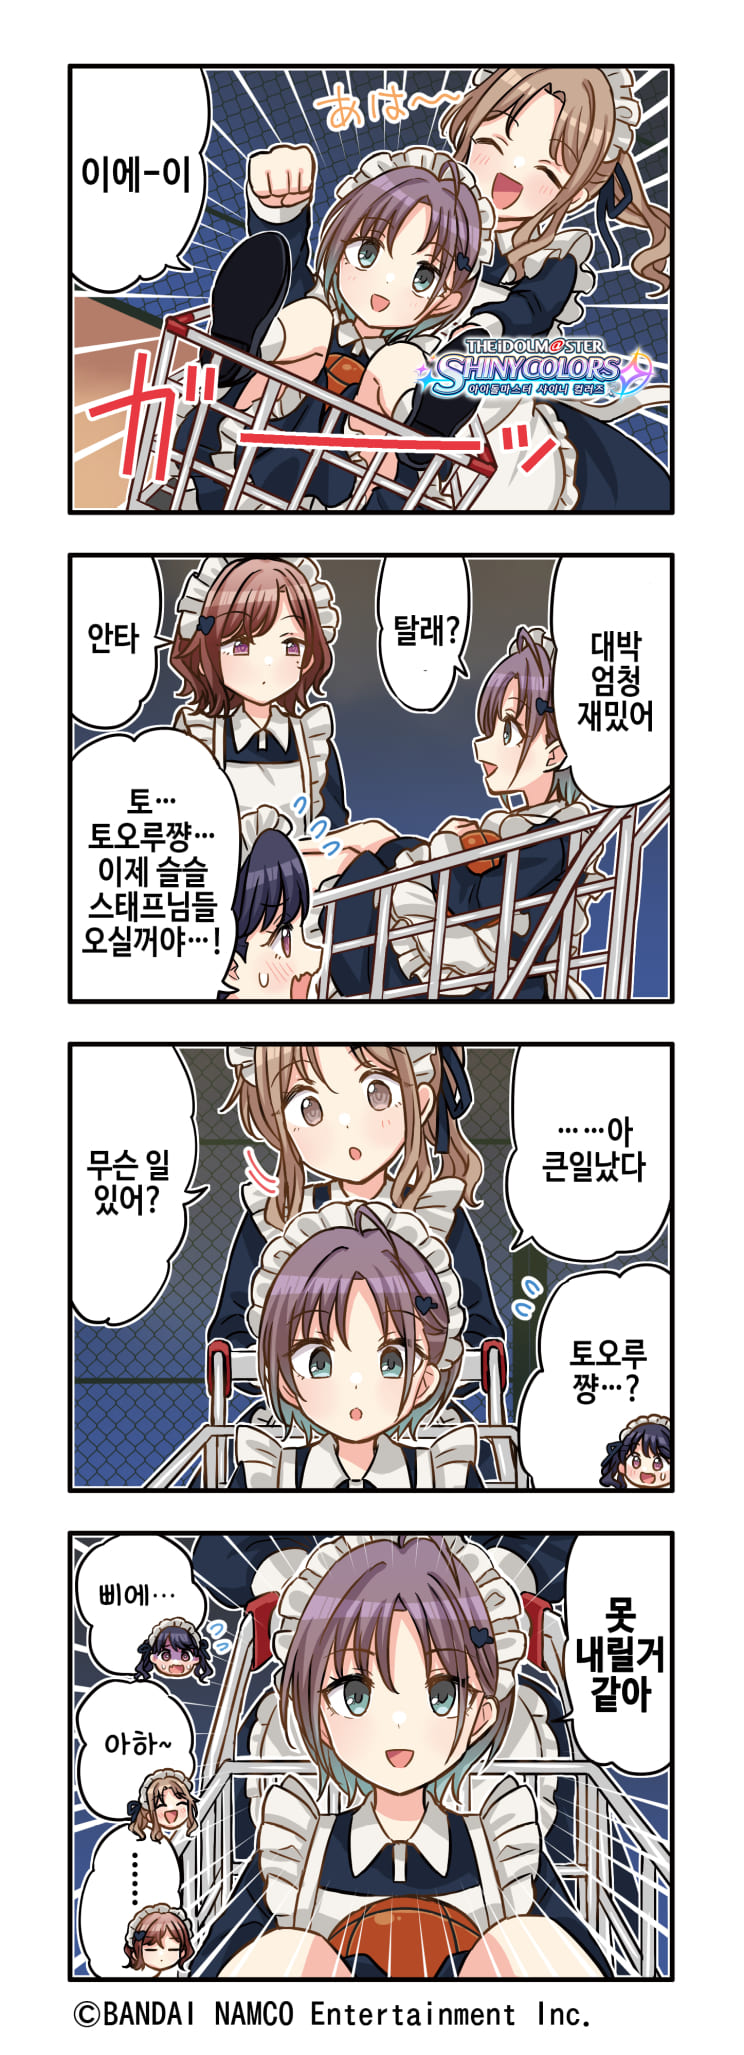 あは～～
이에-이
THE iDOLM@STER
SHINYCOLORS
아이돌마스터 샤이니 컬러즈
ガーッ
대박
엄청
재밌어
탈래?
안타
토…
토오루쨩…
이제 슬슬
스태프님들
오실꺼야…!
……아
큰일났다
무슨 일
있어?
토오루
쨩…?
못
내릴거
같아
삐에…
아하~
……
©BANDAI NAMCO Entertainment Inc.